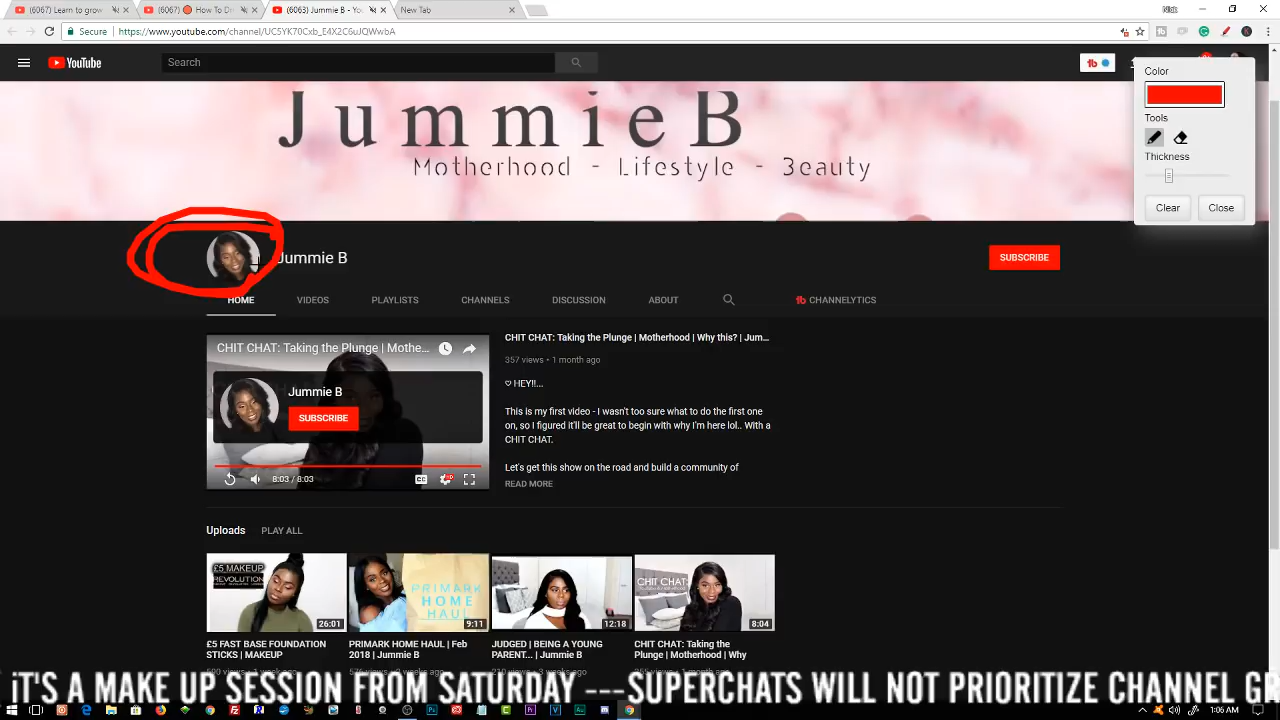 (6067) Learn to grow
(6067) How To Dr
(6063) Jummie B - Yo
New Tab
Secure
https://www.youtube.com/channel/UC5YK70Cxb_E4X2C6uJQWwbA
YouTube
Search
Color
Tools
Thickness
Clear
Close
JummieB
Motherhood - Lifestyle - Beauty
Jummie B
SUBSCRIBE
HOME
VIDEOS
PLAYLISTS
CHANNELS
DISCUSSION
ABOUT
CHANNELYTICS
CHIT CHAT: Taking the Plunge | Mothe...
Jummie B
SUBSCRIBE
8:03 / 8:03
CHIT CHAT: Taking the Plunge | Motherhood | Why this? | Jum...
357 views • 1 month ago
♡ HEY!!...
This is my first video - I wasn't too sure what to do the first one
on, so I figured it'll be great to begin with why I'm here lol.. With a
CHIT CHAT.
Let's get this show on the road and build a community of
READ MORE
Uploads
PLAY ALL
£5 MAKEUP
REVOLUTION
26:01
PRIMARK
HOME
HAUL
9:11
12:18
CHIT CHAT:
8:04
£5 FAST BASE FOUNDATION
STICKS | MAKEUP
PRIMARK HOME HAUL | Feb
2018 | Jummie B
JUDGED | BEING A YOUNG
PARENT... | Jummie B
CHIT CHAT: Taking the
Plunge | Motherhood | Why
iT'S A MAKE UP SESSION FROM SATURDAY ---SUPERCHATS WILL NOT PRIORITIZE CHANNEL GR
1:06 AM